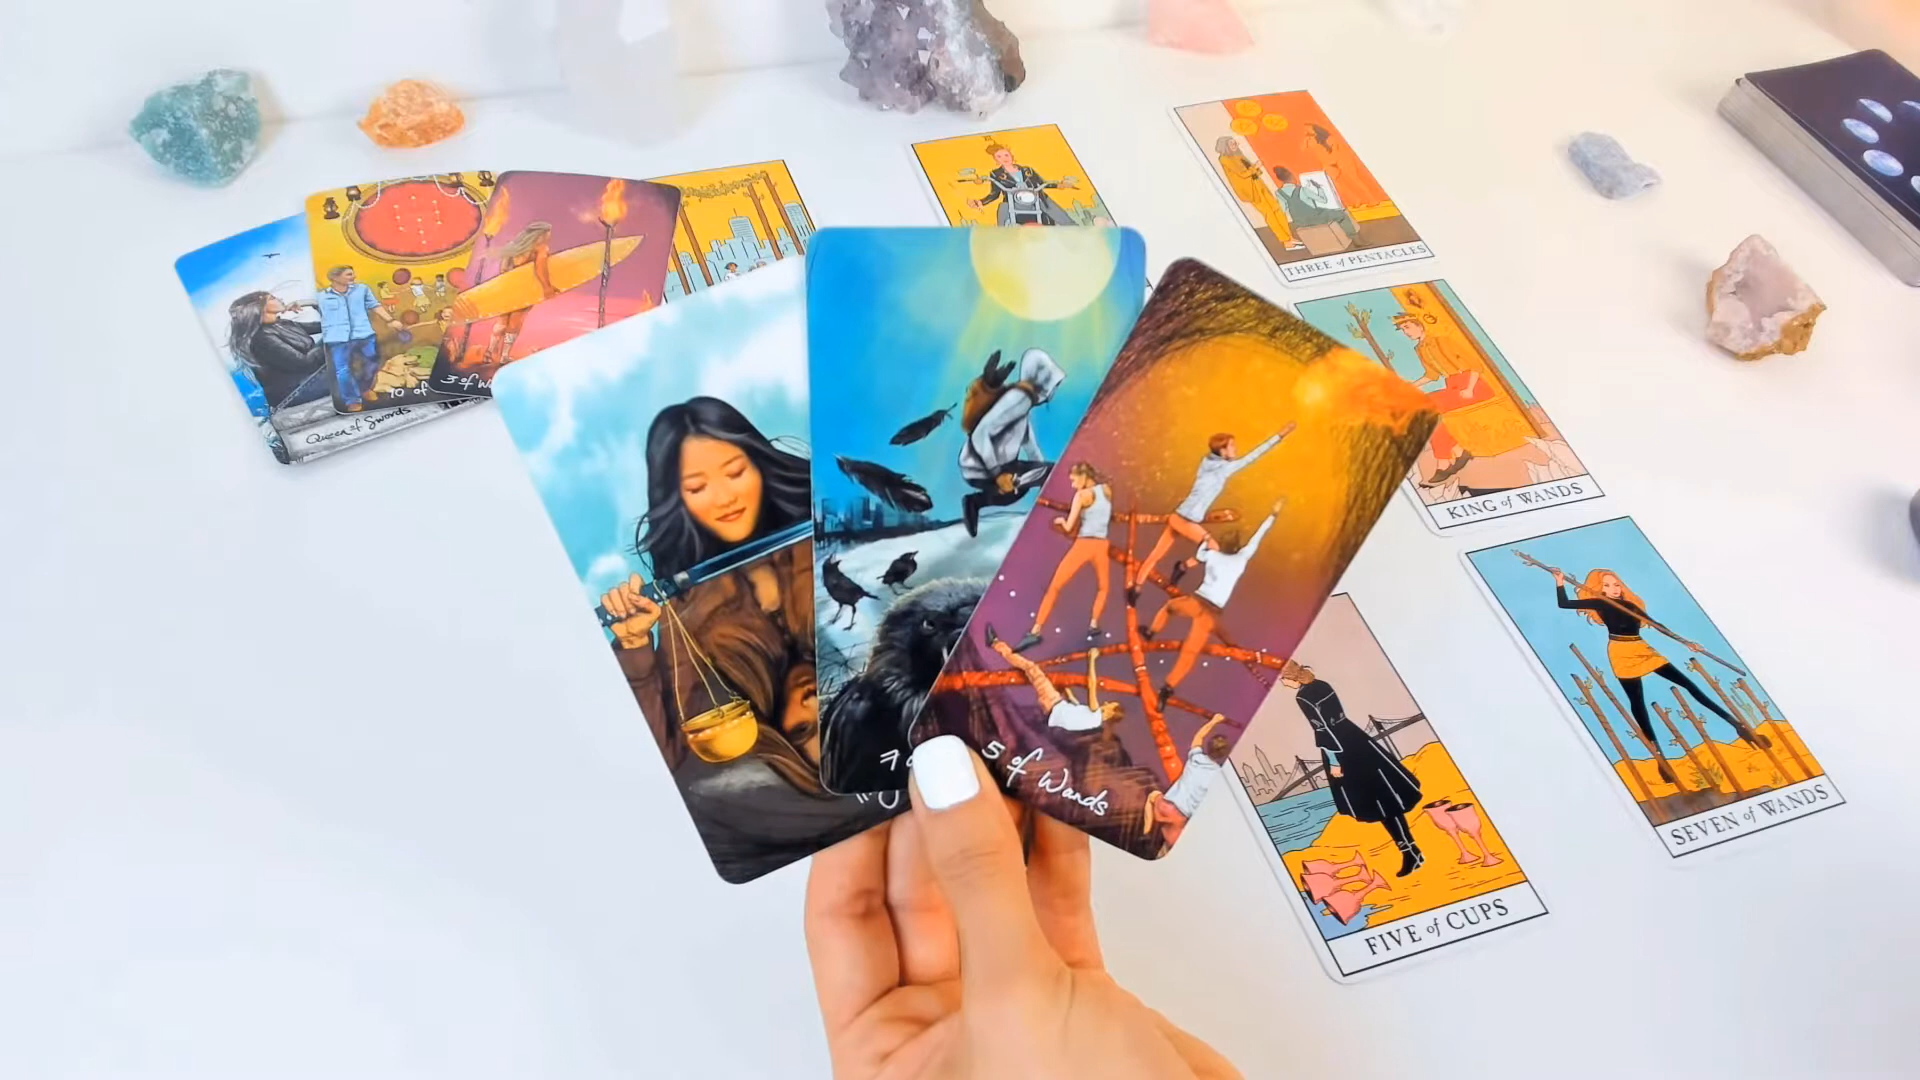 THREE of PENTACLES
10 of
3 of W
Queen of Swords
KING of WANDS
7
5 of Wands
SEVEN of WANDS
FIVE of CUPS